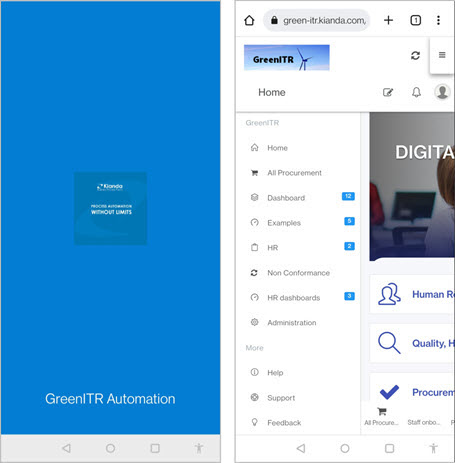 Kianda
PROCESS AUTOMATION
WITHOUT LIMITS
GreenITR Automation
green-itr.kianda.com,
1
GreenITR
Home
GreenITR
Home
All Procurement
Dashboard 12
Examples 5
HR 2
Non Conformance
HR dashboards 3
Administration
More
Help
Support
Feedback
DIGITA
Human Re
Quality, H
Procurem
All Procure...
Staff onbo...
P